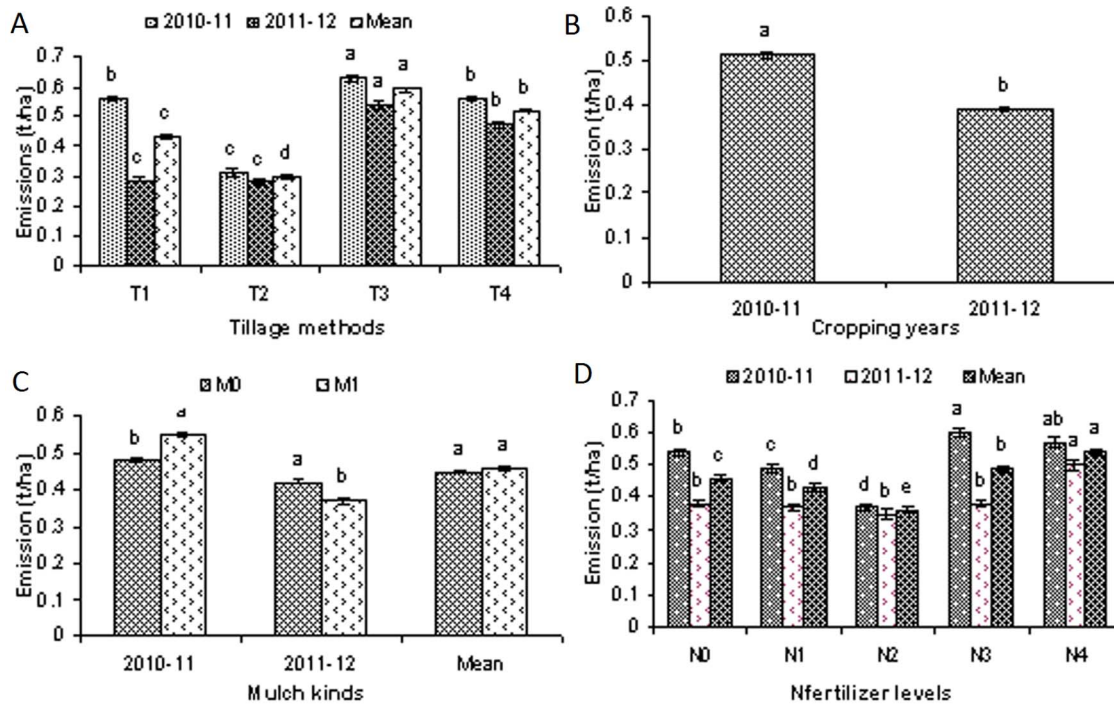 A
2010-11 2011-12 Mean
Emissions (t/ha)
0.7
0.6
0.5
0.4
0.3
0.2
0.1
0
b c c
c c d
a a a
b b b
T1 T2 T3 T4
Tillage methods
B
Emission (t/ha)
0.6
0.5
0.4
0.3
0.2
0.1
0
a b
2010-11 2011-12
Cropping years
C
M0 M1
Emission (t/ha)
0.6
0.5
0.4
0.3
0.2
0.1
0
b a
a b
a a
2010-11 2011-12 Mean
Mulch kinds
D
2010-11 2011-12 Mean
Emission (t/ha)
0.7
0.6
0.5
0.4
0.3
0.2
0.1
0
b b c
c b d
d b e
a b b
ab a a
N0 N1 N2 N3 N4
Nfertilizer levels